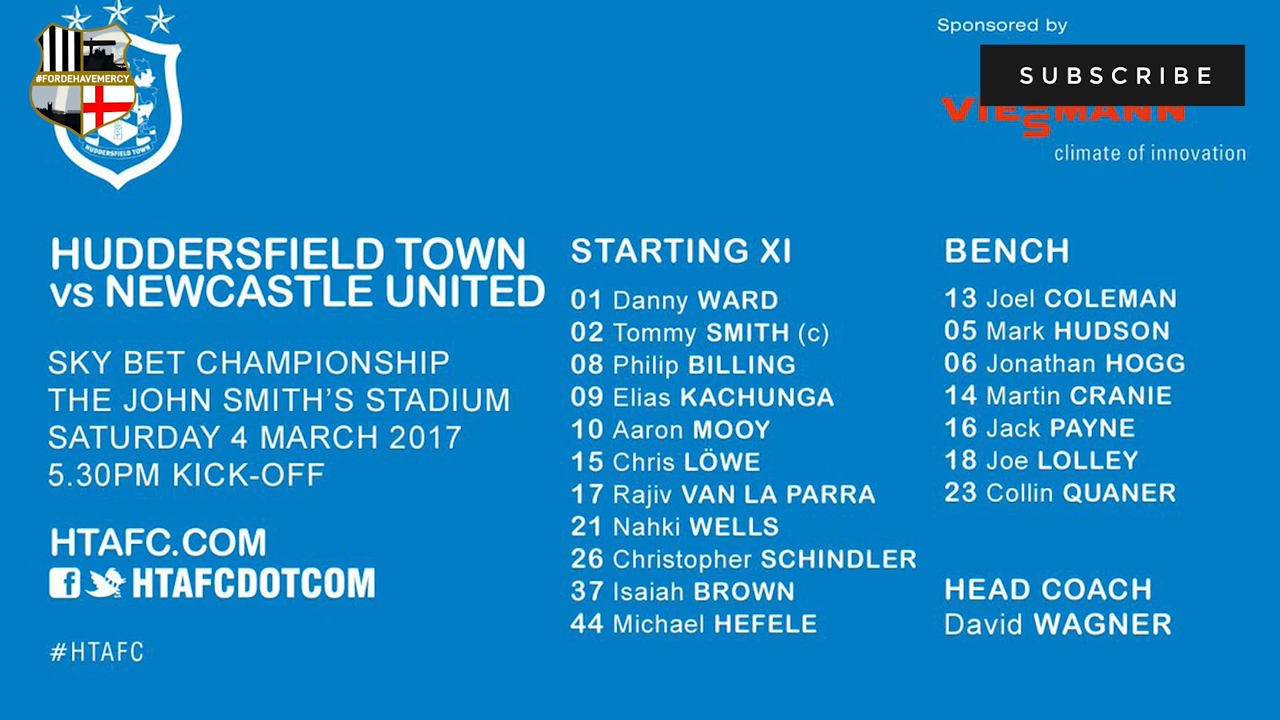 #FORDEHAVEMERCY
HUDDERSFIELD TOWN
Sponsored by
SUBSCRIBE
VIESSMANN
climate of innovation
HUDDERSFIELD TOWN
vs NEWCASTLE UNITED
SKY BET CHAMPIONSHIP
THE JOHN SMITH'S STADIUM
SATURDAY 4 MARCH 2017
5.30PM KICK-OFF
HTAFC.COM
HTAFCDOTCOM
#HTAFC
STARTING XI
01 Danny WARD
02 Tommy SMITH (c)
08 Philip BILLING
09 Elias KACHUNGA
10 Aaron MOOY
15 Chris LÖWE
17 Rajiv VAN LA PARRA
21 Nahki WELLS
26 Christopher SCHINDLER
37 Isaiah BROWN
44 Michael HEFELE
BENCH
13 Joel COLEMAN
05 Mark HUDSON
06 Jonathan HOGG
14 Martin CRANIE
16 Jack PAYNE
18 Joe LOLLEY
23 Collin QUANER
HEAD COACH
David WAGNER